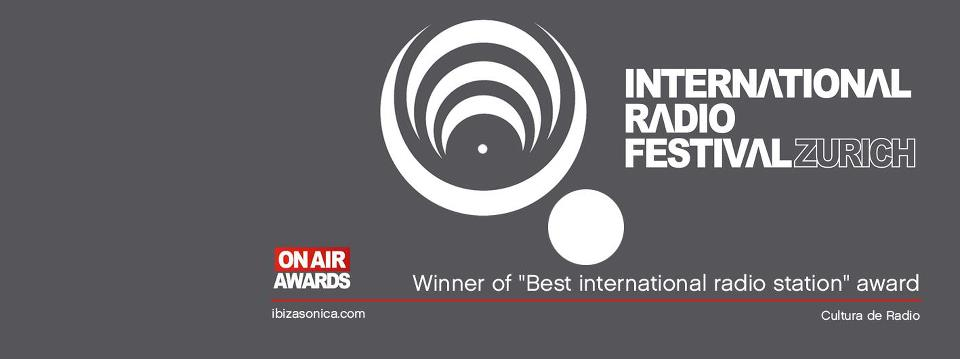 INTERNATIONAL
RADIO
FESTIVAL ZURICH
ON AIR
AWARDS
Winner of "Best international radio station" award
ibizasonica.com
Cultura de Radio